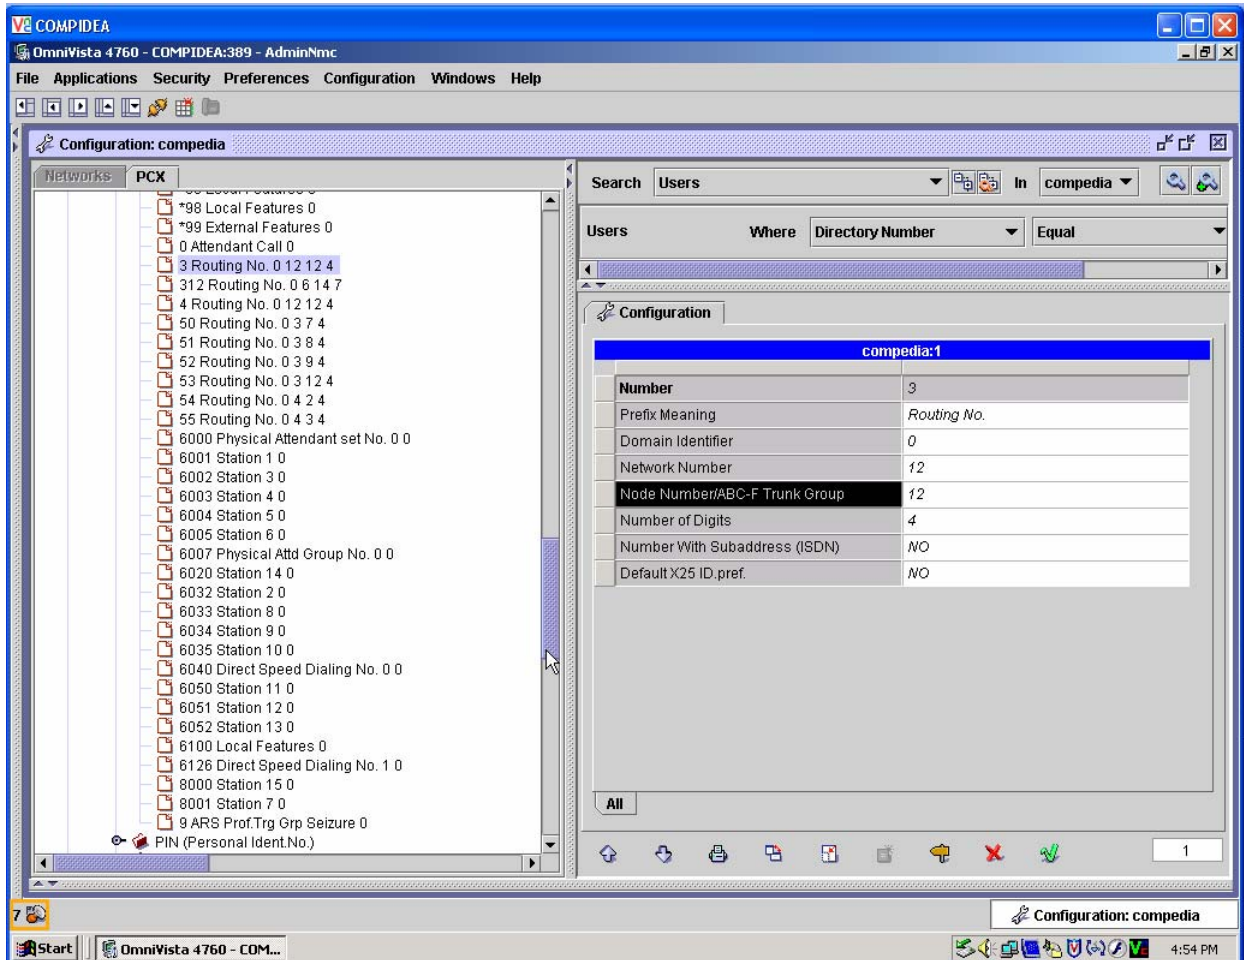 COMPIDEA
OmniVista 4760 - COMPIDEA:389 - AdminNmc
File Applications Security Preferences Configuration Windows Help
Configuration: compedia
Networks PCX
*98 Local Features 0
*99 External Features 0
0 Attendant Call 0
3 Routing No. 0 12 12 4
312 Routing No. 0 6 14 7
4 Routing No. 0 12 12 4
50 Routing No. 0 3 7 4
51 Routing No. 0 3 8 4
52 Routing No. 0 3 9 4
53 Routing No. 0 3 12 4
54 Routing No. 0 4 2 4
55 Routing No. 0 4 3 4
6000 Physical Attendant set No. 0 0
6001 Station 1 0
6002 Station 3 0
6003 Station 4 0
6004 Station 5 0
6005 Station 6 0
6007 Physical Attd Group No. 0 0
6020 Station 14 0
6032 Station 2 0
6033 Station 8 0
6034 Station 9 0
6035 Station 10 0
6040 Direct Speed Dialing No. 0 0
6050 Station 11 0
6051 Station 12 0
6052 Station 13 0
6100 Local Features 0
6126 Direct Speed Dialing No. 1 0
8000 Station 15 0
8001 Station 7 0
9 ARS Prof.Trg Grp Seizure 0
PIN (Personal Ident.No.)
Search Users In compedia
Users Where Directory Number Equal
Configuration
compedia:1
Number 3
Prefix Meaning Routing No.
Domain Identifier 0
Network Number 12
Node Number/ABC-F Trunk Group 12
Number of Digits 4
Number With Subaddress (ISDN) NO
Default X25 ID.pref. NO
All
1
7
Configuration: compedia
Start OmniVista 4760 - COM... 4:54 PM